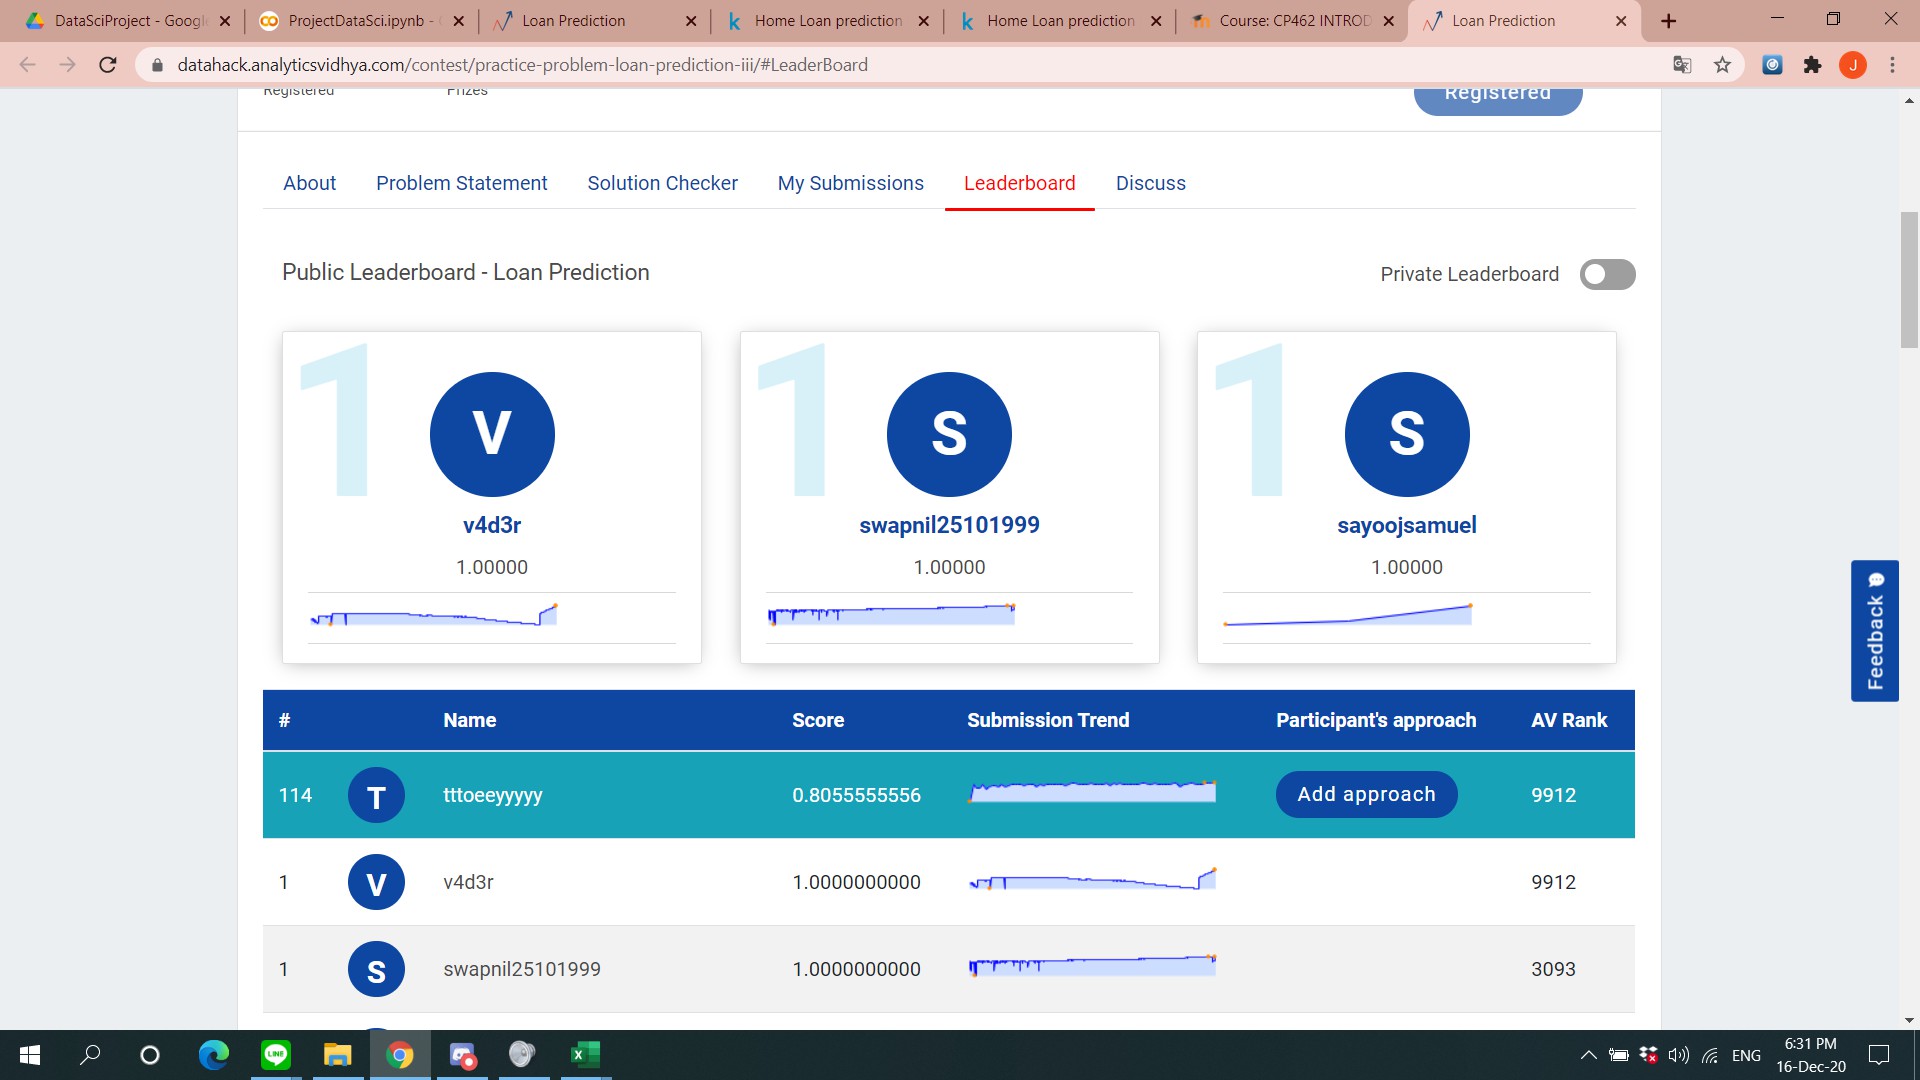 DataSciProject - Googl
ProjectDataSci.ipynb -
Loan Prediction
Home Loan prediction
Home Loan prediction
Course: CP462 INTROD
Loan Prediction
datahack.analyticsvidhya.com/contest/practice-problem-loan-prediction-iii/#LeaderBoard
J
Registered Prizes
Registered
About Problem Statement Solution Checker My Submissions Leaderboard Discuss
Public Leaderboard - Loan Prediction
Private Leaderboard
1 V
v4d3r
1.00000
1 S
swapnil25101999
1.00000
1 S
sayoojsamuel
1.00000
Feedback
# Name Score Submission Trend Participant's approach AV Rank
114 T tttoeeyyyyy 0.8055555556 Add approach 9912
1 V v4d3r 1.0000000000 9912
1 S swapnil25101999 1.0000000000 3093
LINE
ENG
6:31 PM
16-Dec-20